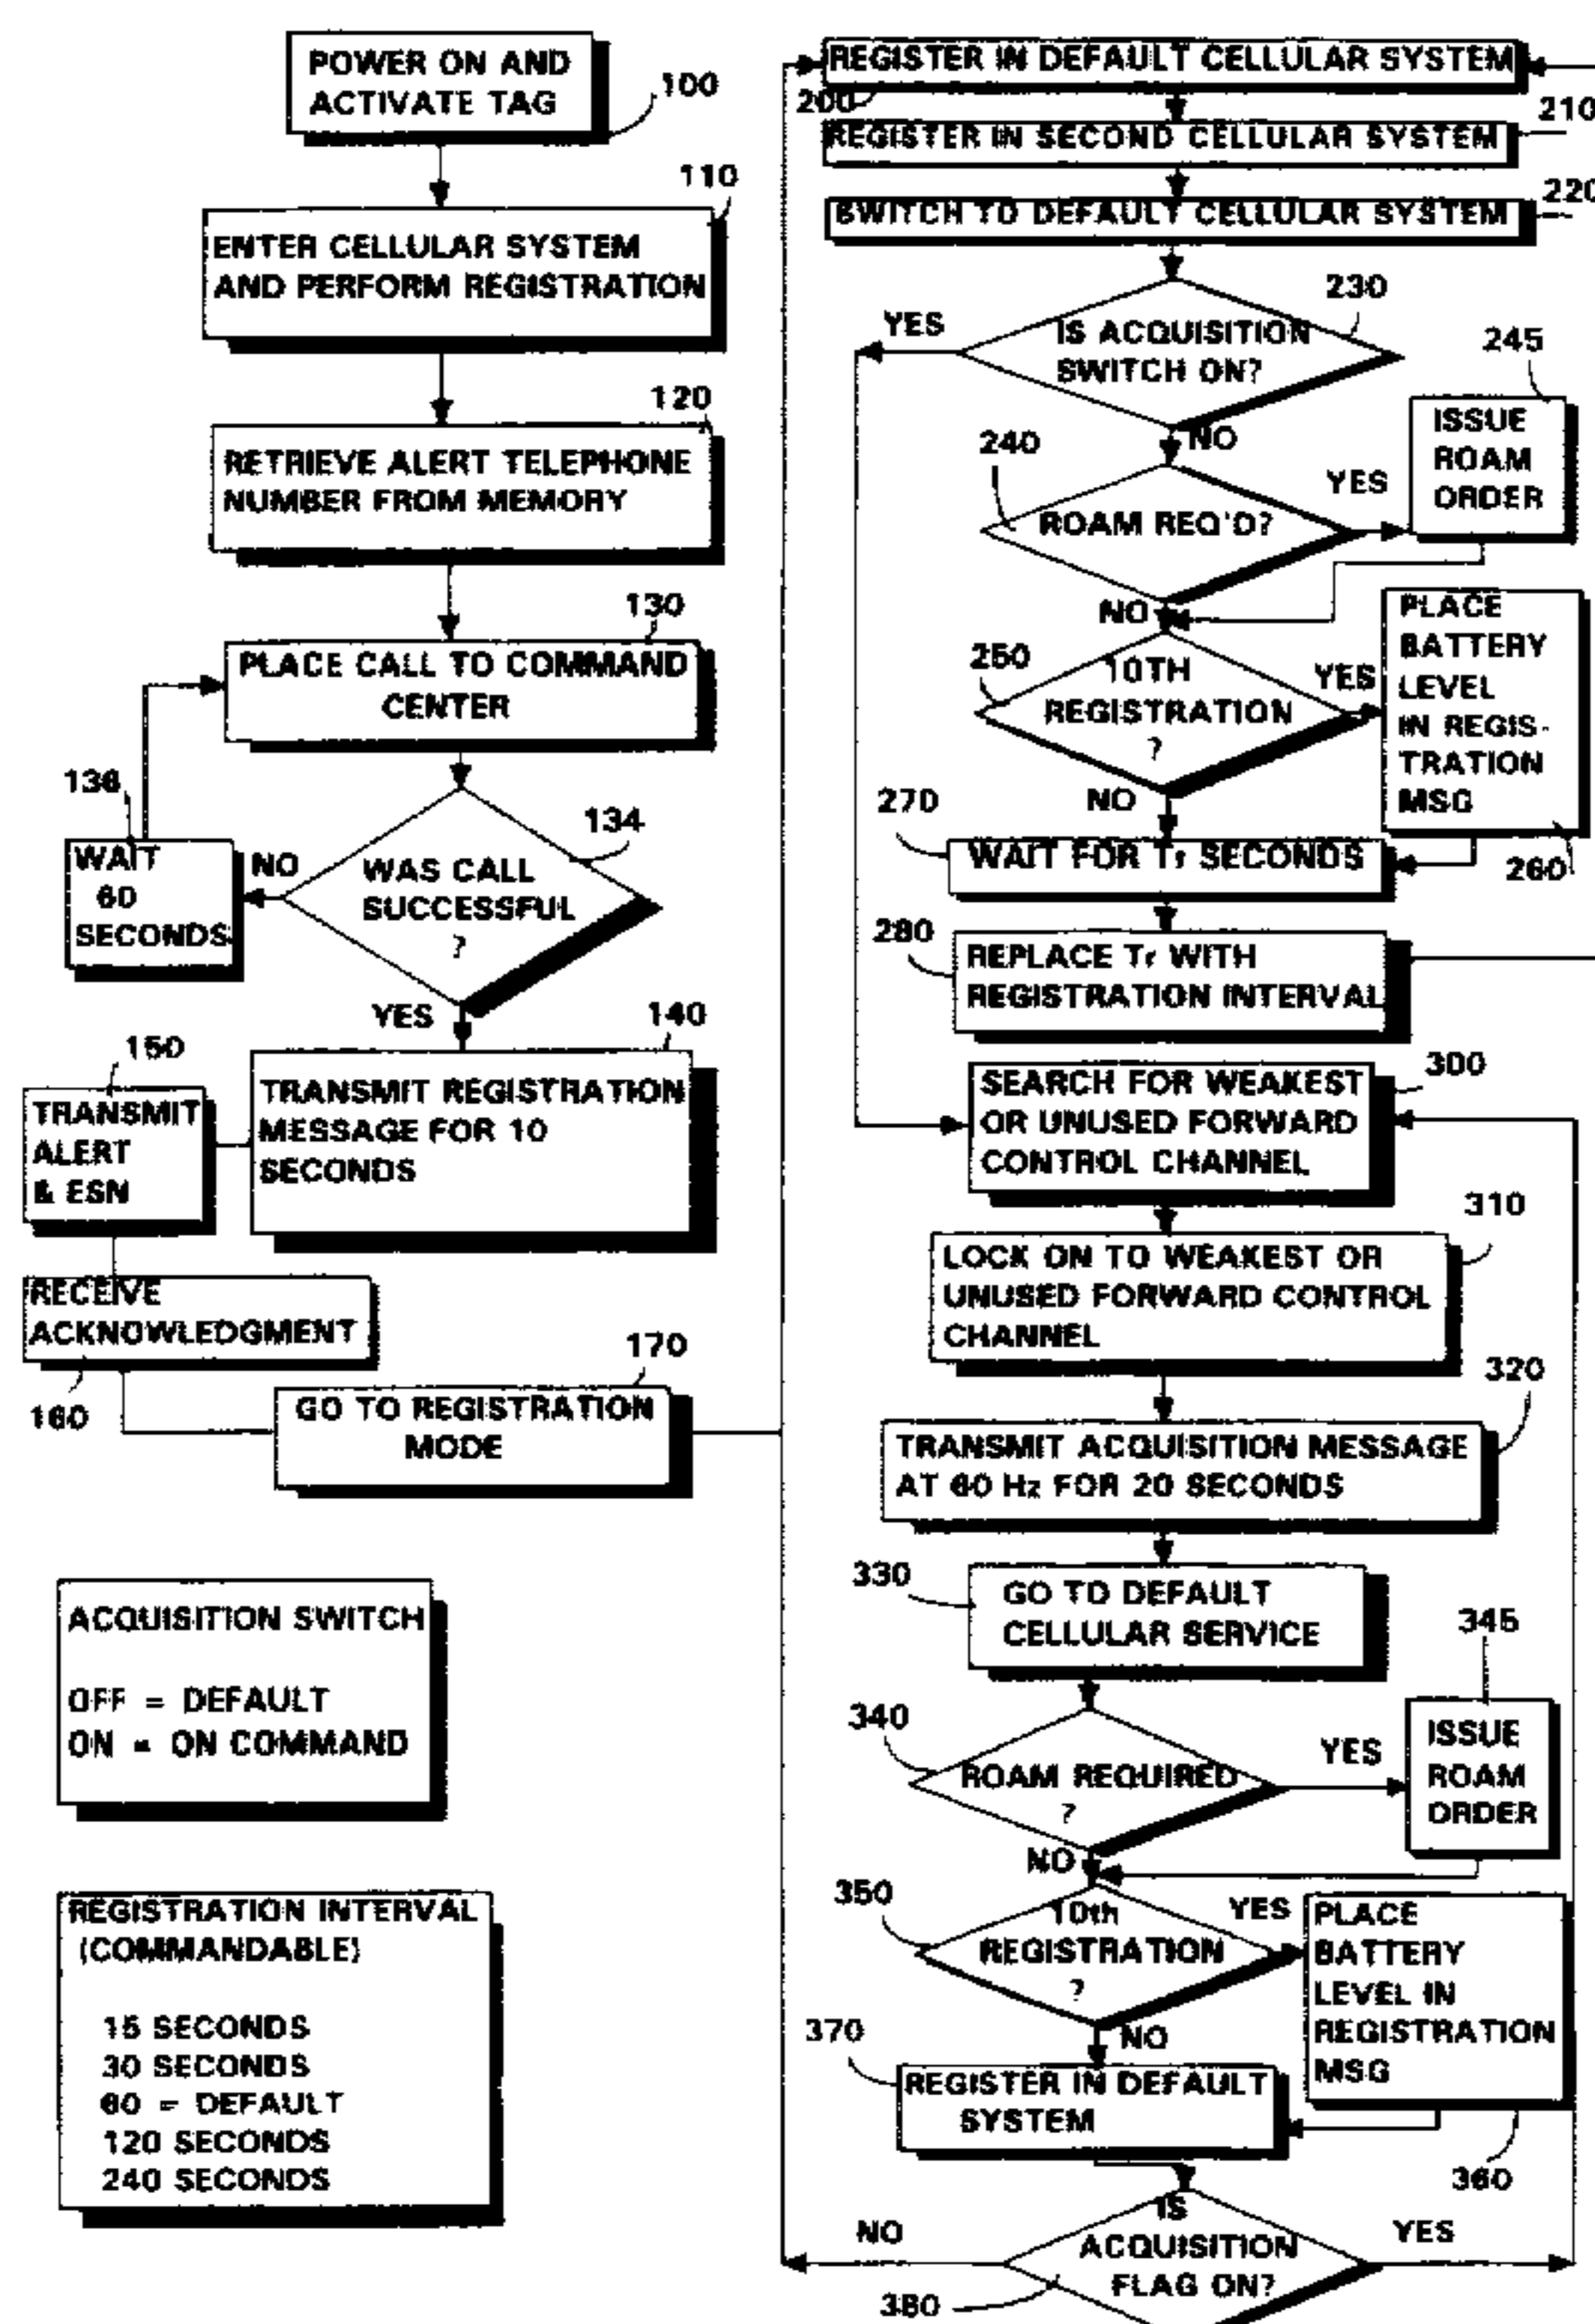 POWER ON AND
ACTIVATE TAG
100
110
ENTER CELLULAR SYSTEM
AND PERFORM REGISTRATION
120
RETRIEVE ALERT TELEPHONE
NUMBER FROM MEMORY
130
PLACE CALL TO COMMAND
CENTER
136
WAIT
60
SECONDS
NO
134
WAS CALL
SUCCESSFUL
?
YES
140
TRANSMIT REGISTRATION
MESSAGE FOR 10
SECONDS
150
TRANSMIT
ALERT
& ESN
RECEIVE
ACKNOWLEDGMENT
160
170
GO TO REGISTRATION
MODE
ACQUISITION SWITCH
OFF = DEFAULT
ON = ON COMMAND
REGISTRATION INTERVAL
(COMMANDABLE)
15 SECONDS
30 SECONDS
60 = DEFAULT
120 SECONDS
240 SECONDS
REGISTER IN DEFAULT CELLULAR SYSTEM
200
210
REGISTER IN SECOND CELLULAR SYSTEM
220
SWITCH TO DEFAULT CELLULAR SYSTEM
230
YES
IS ACQUISITION
SWITCH ON?
NO
245
ISSUE
ROAM
ORDER
240
YES
ROAM REQ'D?
NO
250
10TH
REGISTRATION
?
YES
PLACE
BATTERY
LEVEL
IN REGIS-
TRATION
MSG
260
NO
270
WAIT FOR Tr SECONDS
280
REPLACE Tr WITH
REGISTRATION INTERVAL
300
SEARCH FOR WEAKEST
OR UNUSED FORWARD
CONTROL CHANNEL
310
LOCK ON TO WEAKEST OR
UNUSED FORWARD CONTROL
CHANNEL
320
TRANSMIT ACQUISITION MESSAGE
AT 60 Hz FOR 20 SECONDS
330
GO TO DEFAULT
CELLULAR SERVICE
345
ISSUE
ROAM
ORDER
340
YES
ROAM REQUIRED
?
NO
350
10th
REGISTRATION
?
YES
PLACE
BATTERY
LEVEL IN
REGISTRATION
MSG
360
NO
370
REGISTER IN DEFAULT
SYSTEM
NO
IS
ACQUISITION
FLAG ON?
YES
380